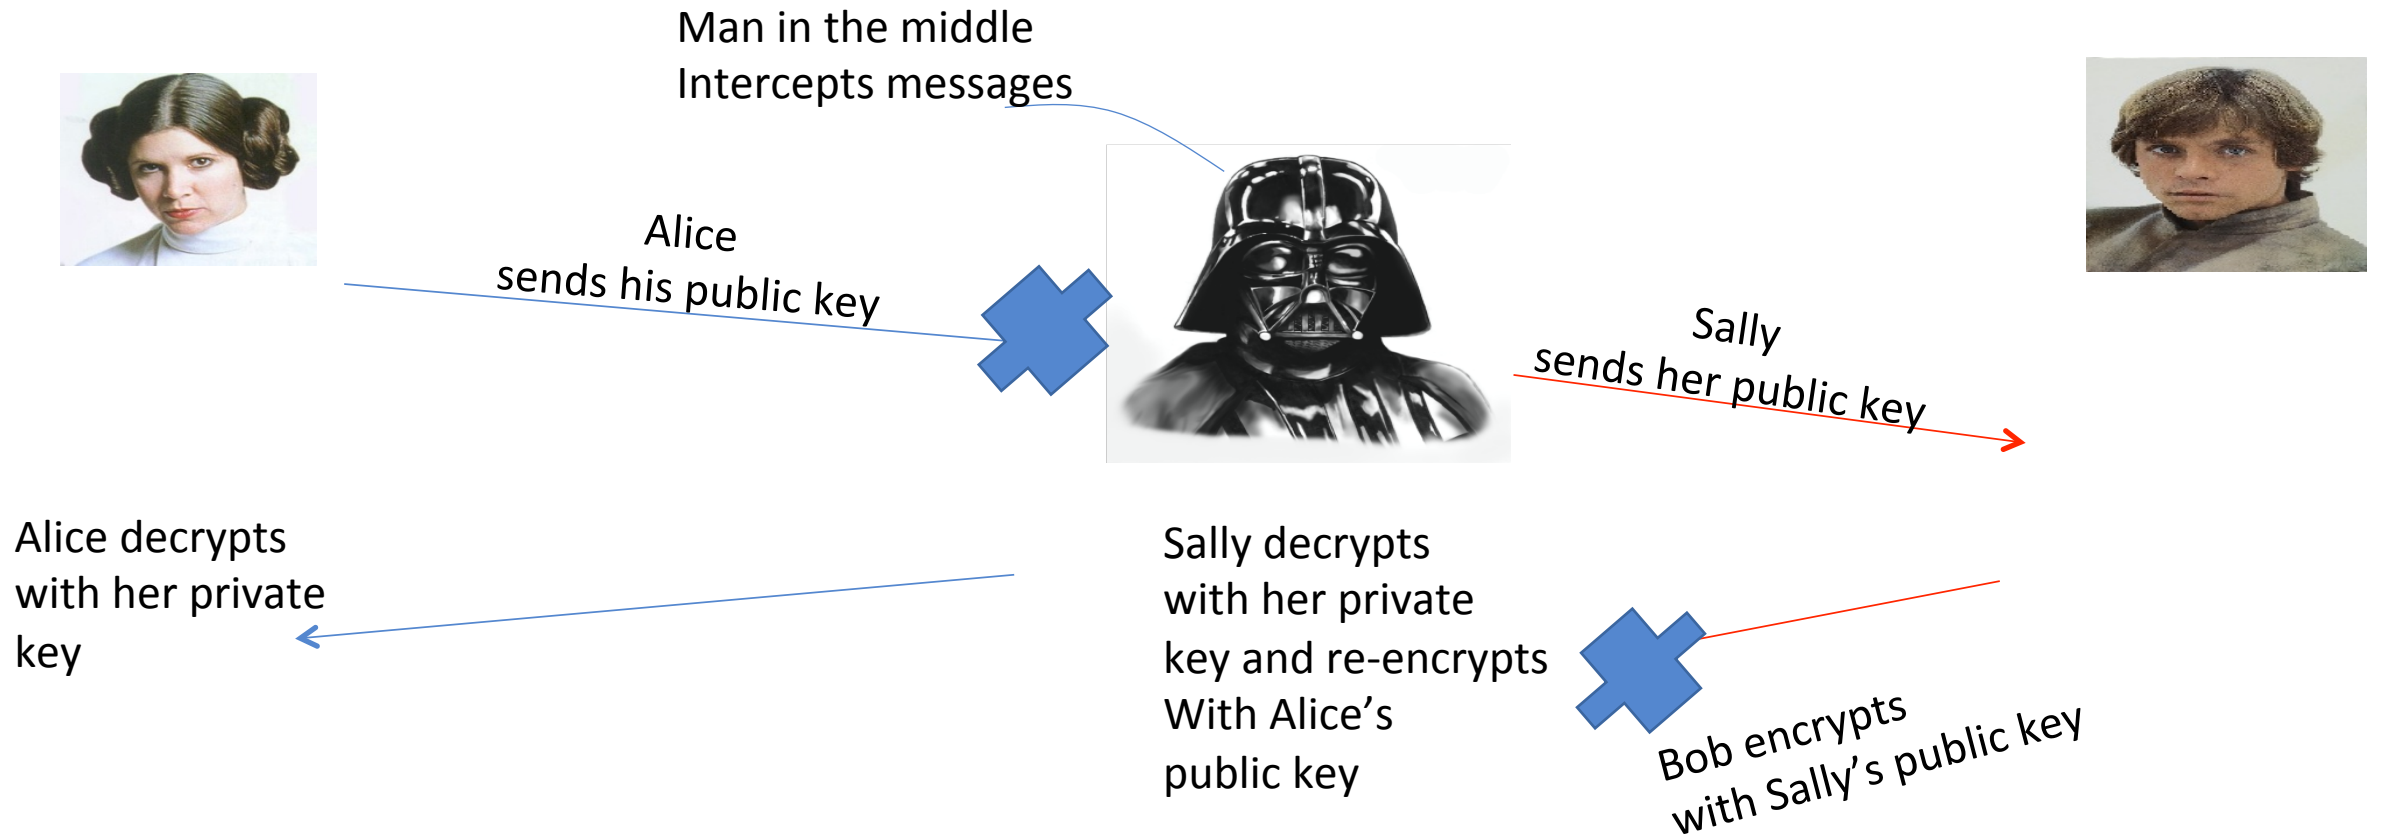 Man in the middle
Intercepts messages
Alice
sends his public key
Sally
sends her public key
Alice decrypts
with her private
key
Sally decrypts
with her private
key and re-encrypts
With Alice’s
public key
Bob encrypts
with Sally’s public key